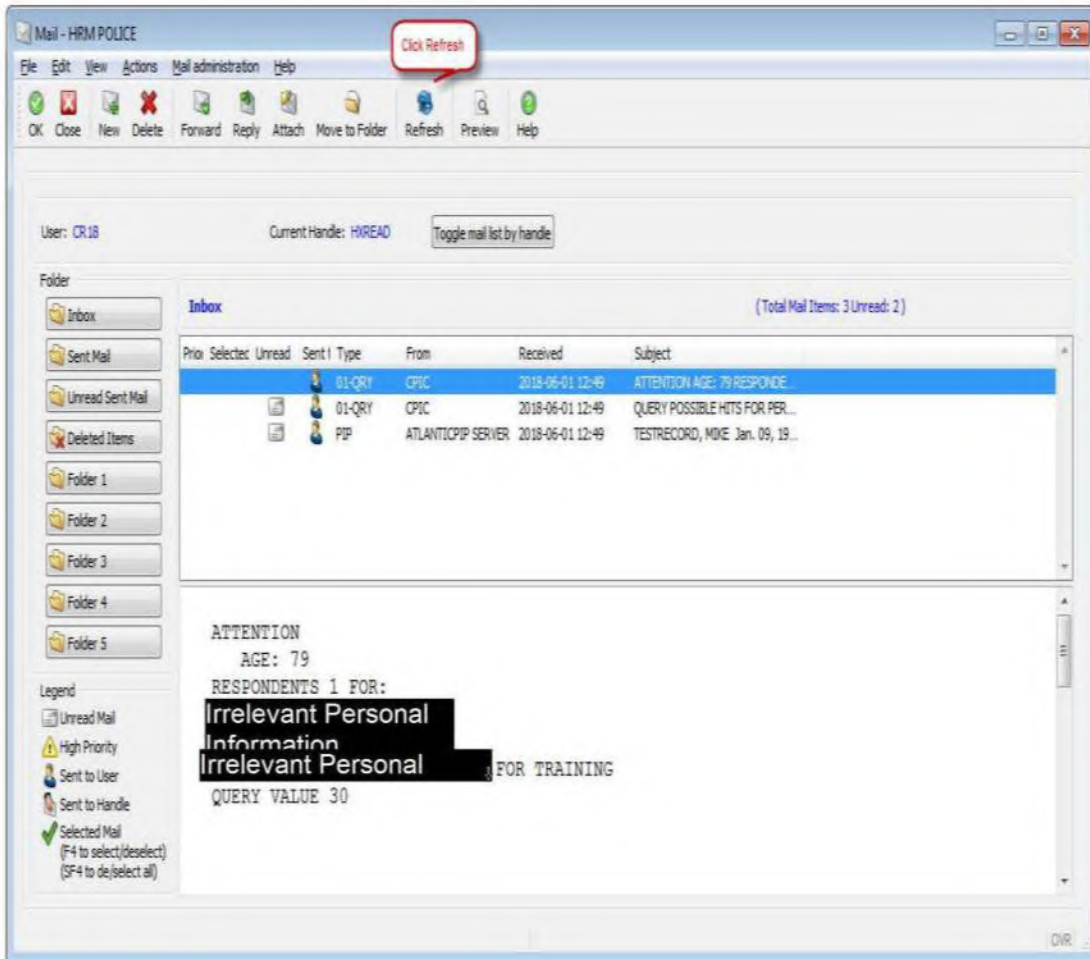 Mail - HRM POLICE
Click Refresh
File Edit View Actions Mail administration Help
OK Close New Delete Forward Reply Attach Move to Folder Refresh Preview Help
User: CR18 Current Handle: HXREAD Toggle mail list by handle
Folder
Inbox
Sent Mail
Unread Sent Mail
Deleted Items
Folder 1
Folder 2
Folder 3
Folder 4
Folder 5
Legend
Unread Mail
High Priority
Sent to User
Sent to Handle
Selected Mail
(F4 to select/deselect)
(SF4 to de/select all)
Inbox (Total Mail Items: 3 Unread: 2)
Prio Selected Unread Sent Type From Received Subject
01-QRY CPIC 2018-06-01 12:49 ATTENTION AGE: 79 RESPONDE...
01-QRY CPIC 2018-06-01 12:49 QUERY POSSIBLE HITS FOR PER...
PIP ATLANTICPIP SERVER 2018-06-01 12:49 TESTRECORD, MIKE Jan. 09, 19...
ATTENTION
AGE: 79
RESPONDENTS 1 FOR:
Irrelevant Personal
Information
Irrelevant Personal FOR TRAINING
QUERY VALUE 30
OVR